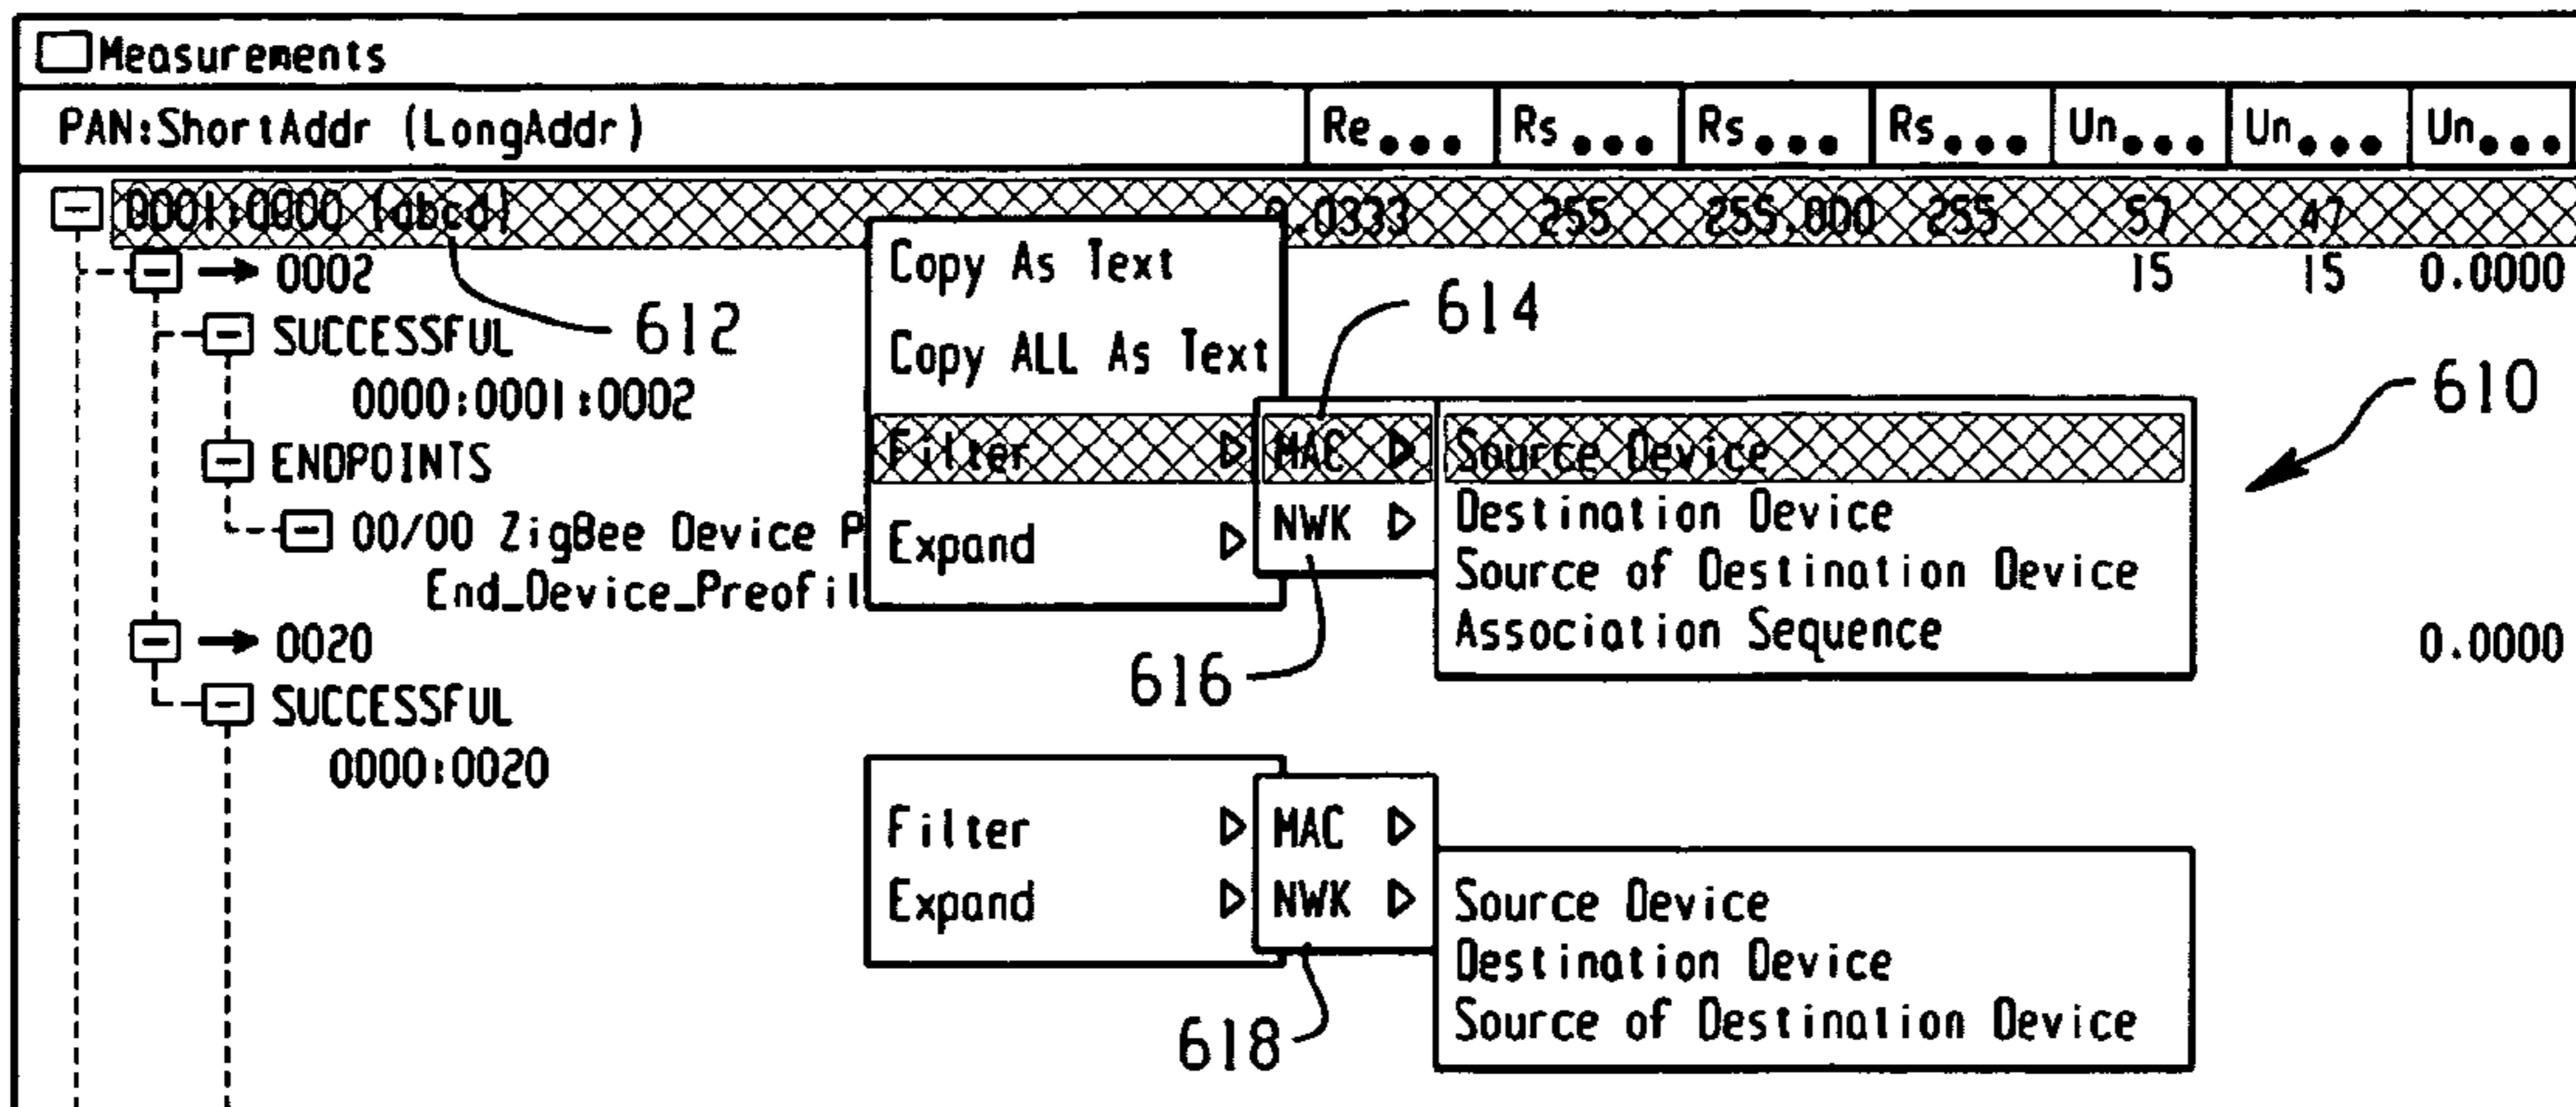 Measurements
PAN:ShortAddr (LongAddr) Re... Rs... Rs... Rs... Un... Un... Un...
0001:0000 (abcd) 0.0333 255 255.000 255 57 47
→ 0002 15 15 0.0000
SUCCESSFUL
0000:0001:0002
ENDPOINTS
00/00 ZigBee Device P
End_Device_Preofil
→ 0020 0.0000
SUCCESSFUL
0000:0020
612
Copy As Text
Copy ALL As Text
Filter
Expand
614
MAC
NWK
616
Source Device
Destination Device
Source of Destination Device
Association Sequence
610
Filter
Expand
MAC
NWK
618
Source Device
Destination Device
Source of Destination Device